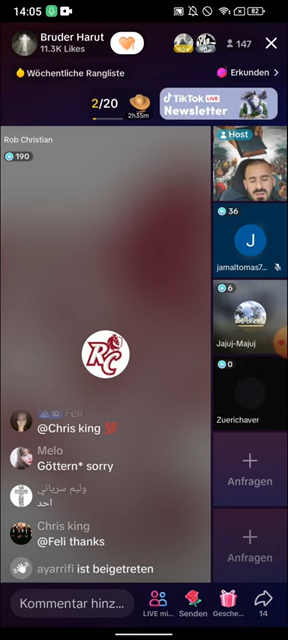 14:05
82
Bruder Harut
11.3K Likes
147
Wöchentliche Rangliste
Erkunden >
2/20
2h35m
TikTok LIVE
Newsletter
Rob Christian
190
Host
36
J
jamaltomas7...
RC
6
Jajuj-Majuj
0
Zuerichaver
Feli
@Chris king 💯
Melo
Göttern* sorry
وليم سرياني
احد
Chris king
@Feli thanks
ayarrifi ist beigetreten
Anfragen
Anfragen
Kommentar hinz...
LIVE mi...
Senden
Gesche...
14